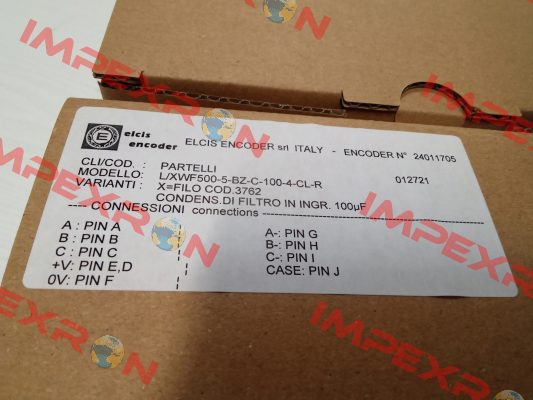 elcis
encoder
ELCIS ENCODER srl ITALY - ENCODER N° 24011705
CLI/COD. : PARTELLI
MODELLO: L/XWF500-5-BZ-C-100-4-CL-R 012721
VARIANTI : X=FILO COD.3762
CONDENS.DI FILTRO IN INGR. 100µF
CONNESSIONI connections
A : PIN A
B : PIN B
C : PIN C
+V: PIN E,D
0V: PIN F
A-: PIN G
B-: PIN H
C-: PIN I
CASE: PIN J
IMPEXRON
IMPEXRON
IMPEXRON
IMPEXRON
IMPEXRON